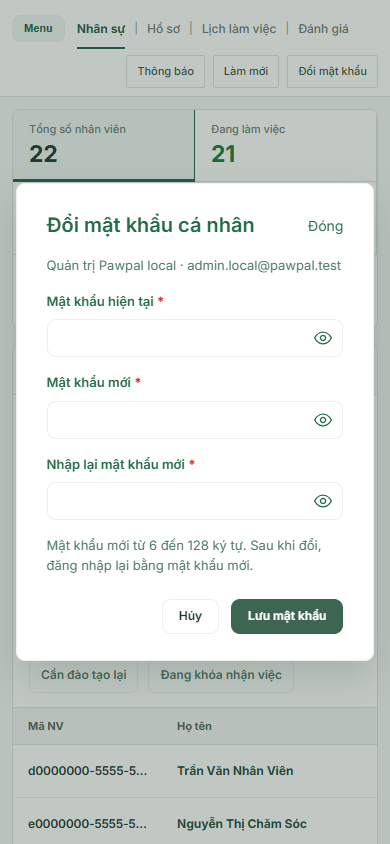 Menu
Nhân sự | Hồ sơ | Lịch làm việc | Đánh giá
Thông báo
Làm mới
Đổi mật khẩu
Tổng số nhân viên
Đang làm việc
22
21
Đổi mật khẩu cá nhân
Đóng
Quản trị Pawpal local · admin.local@pawpal.test
Mật khẩu hiện tại *
Mật khẩu mới *
Nhập lại mật khẩu mới *
Mật khẩu mới từ 6 đến 128 ký tự. Sau khi đổi,
đăng nhập lại bằng mật khẩu mới.
Hủy
Lưu mật khẩu
Cần đào tạo lại
Đang khóa nhận việc
Mã NV
Họ tên
d0000000-5555-5...
Trần Văn Nhân Viên
e0000000-5555-5...
Nguyễn Thị Chăm Sóc